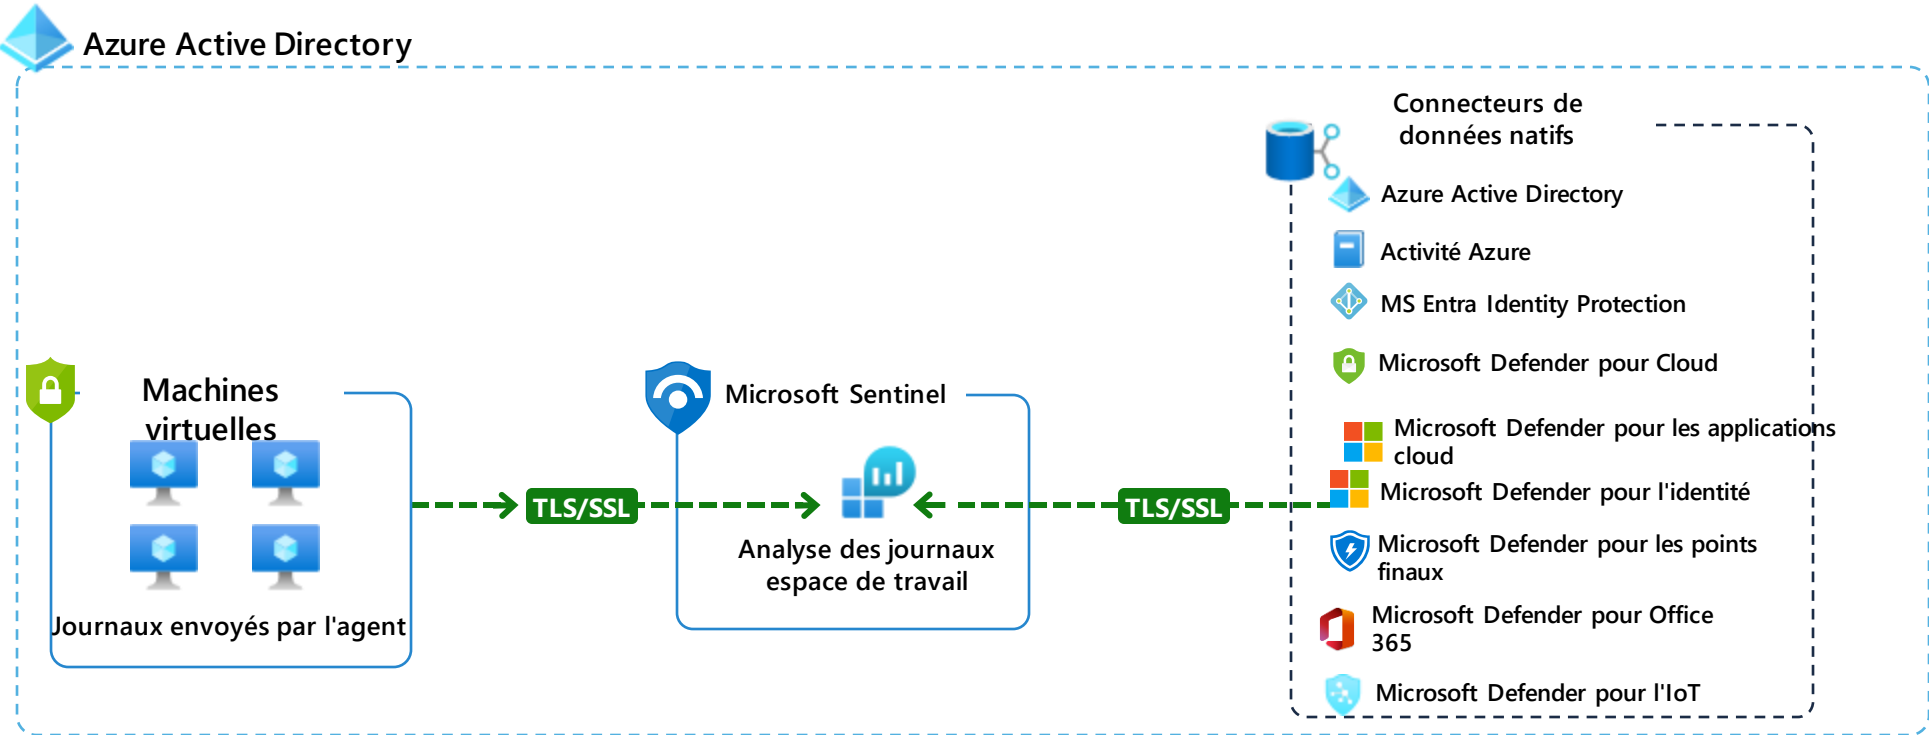 Azure Active Directory
Connecteurs de
données natifs
Azure Active Directory
Activité Azure
MS Entra Identity Protection
Microsoft Defender pour Cloud
Microsoft Defender pour les applications
cloud
Microsoft Defender pour l'identité
Microsoft Defender pour les points
finaux
Microsoft Defender pour Office
365
Microsoft Defender pour l'IoT
Machines
virtuelles
Journaux envoyés par l'agent
TLS/SSL
Microsoft Sentinel
Analyse des journaux
espace de travail
TLS/SSL